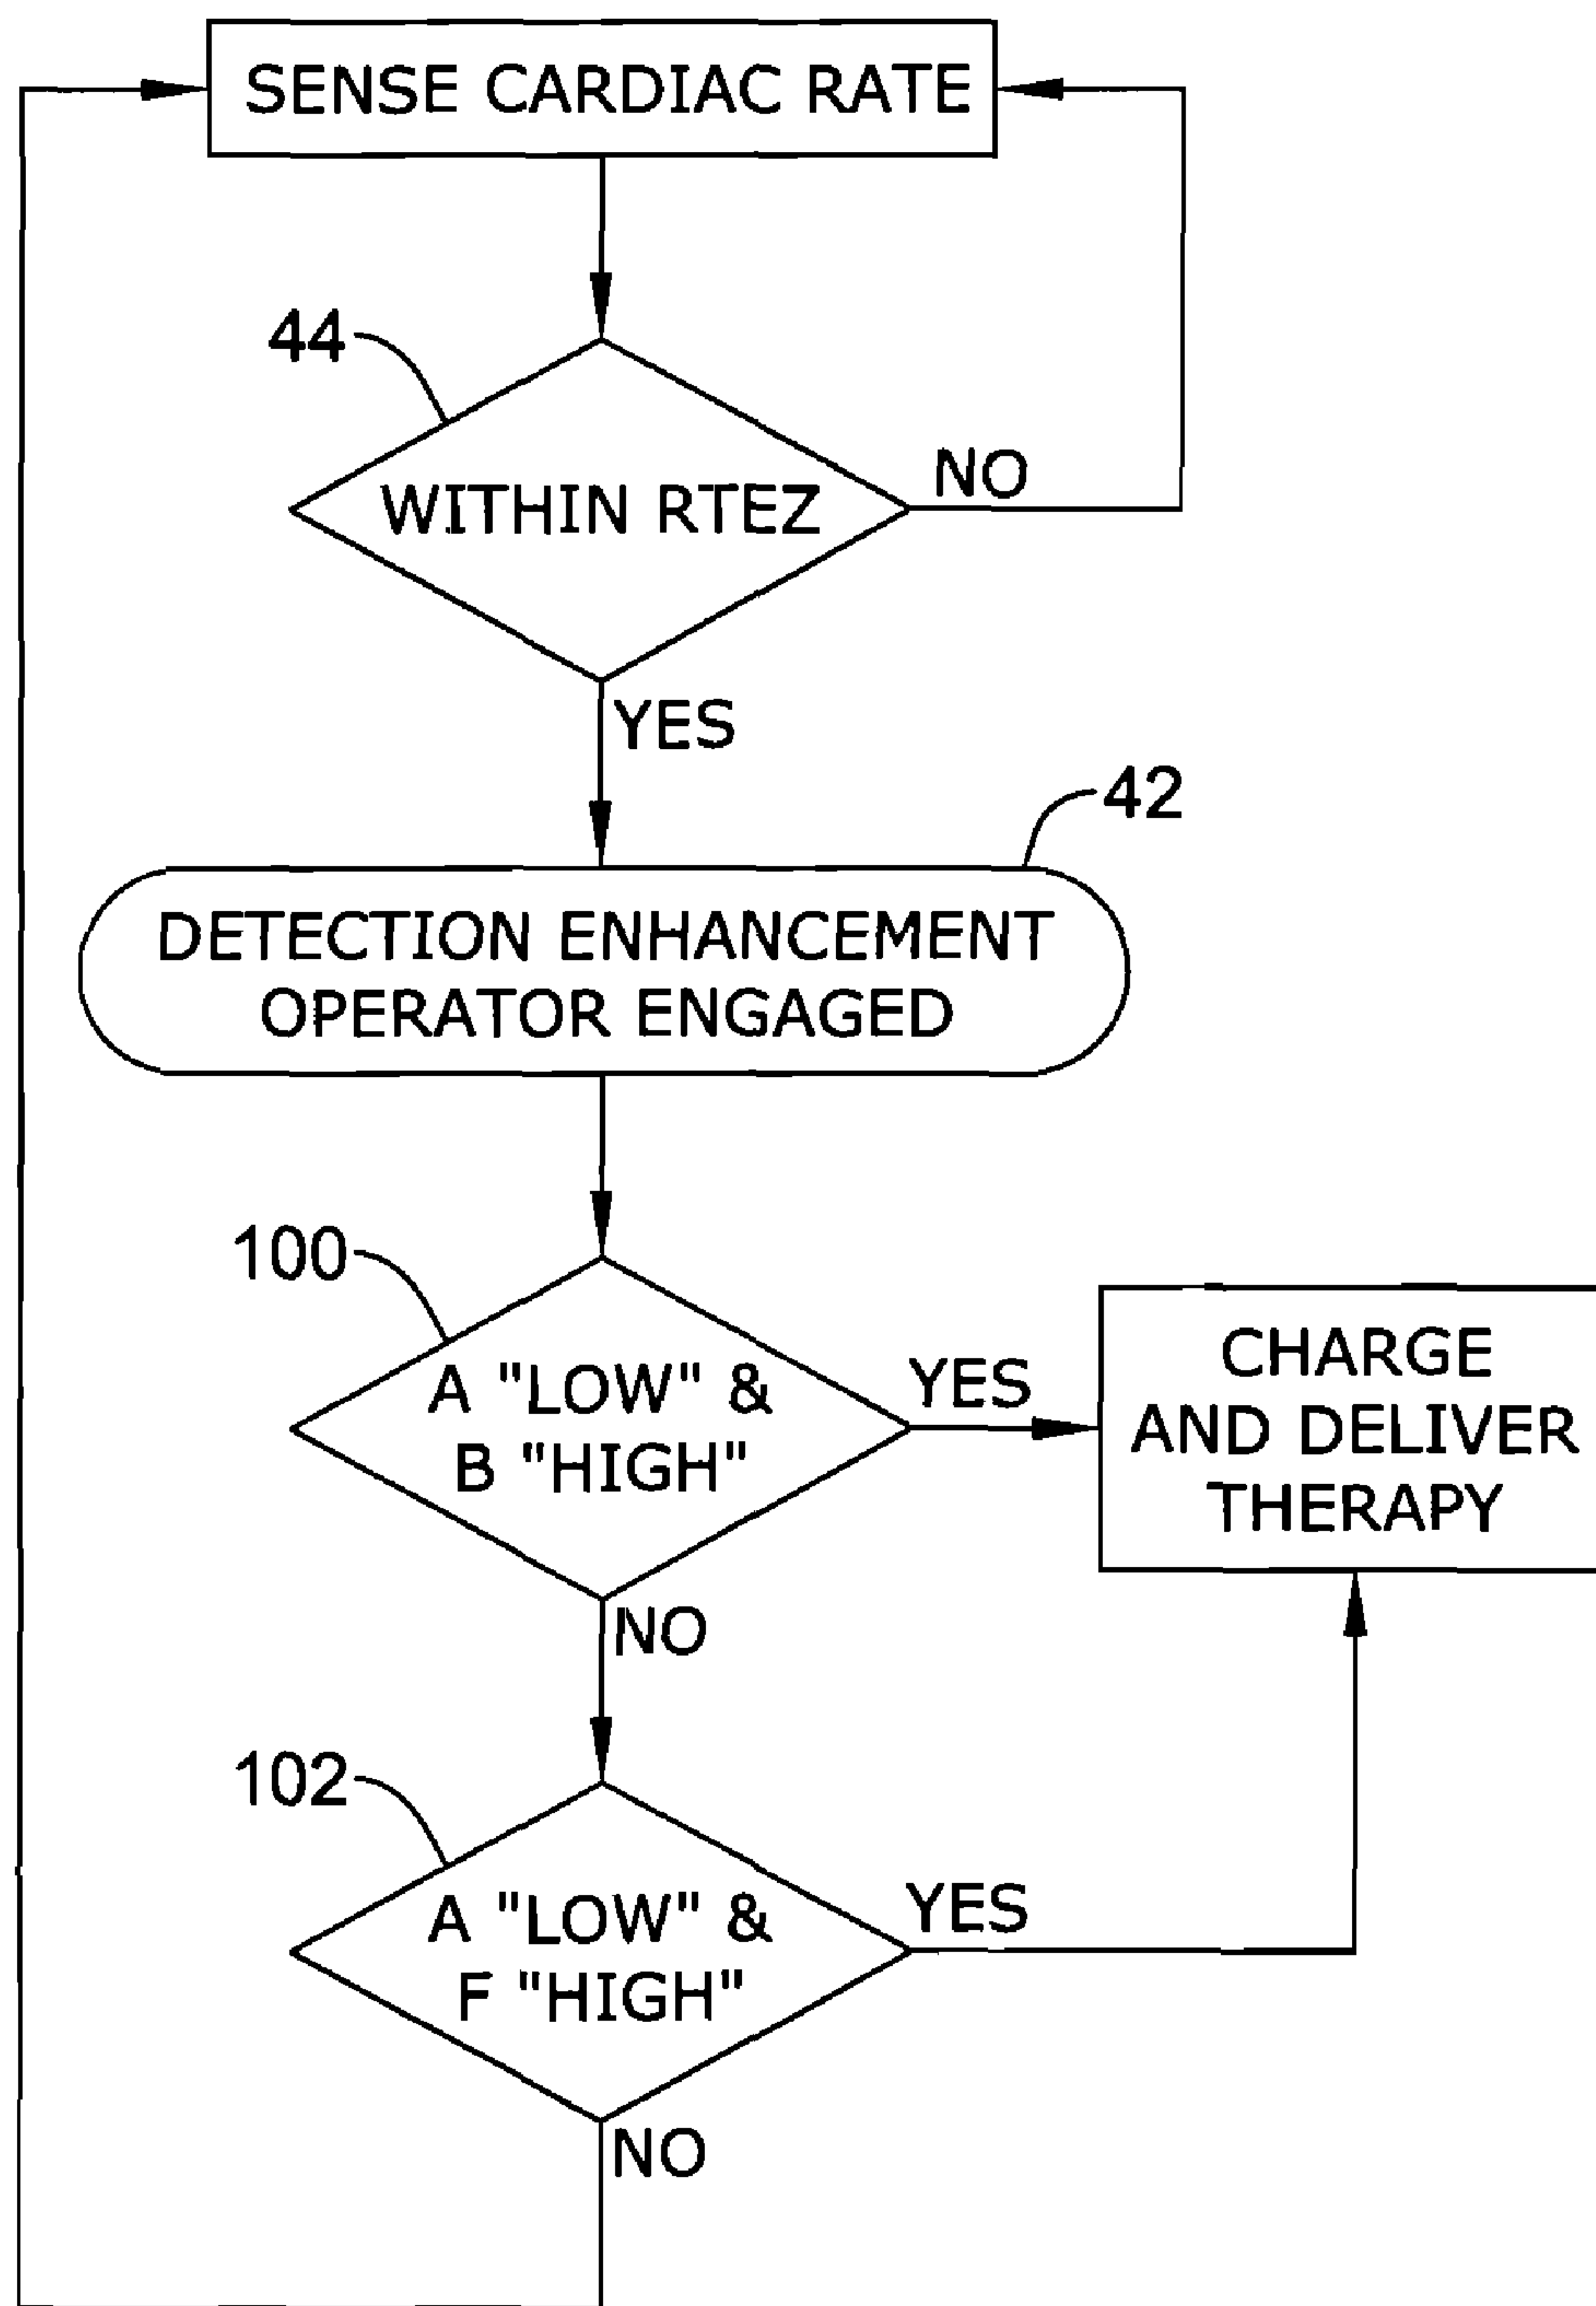 SENSE CARDIAC RATE
44
WITHIN RTEZ
NO
YES
42
DETECTION ENHANCEMENT
OPERATOR ENGAGED
100
A "LOW" &
B "HIGH"
YES
CHARGE
AND DELIVER
THERAPY
NO
102
A "LOW" &
F "HIGH"
YES
NO